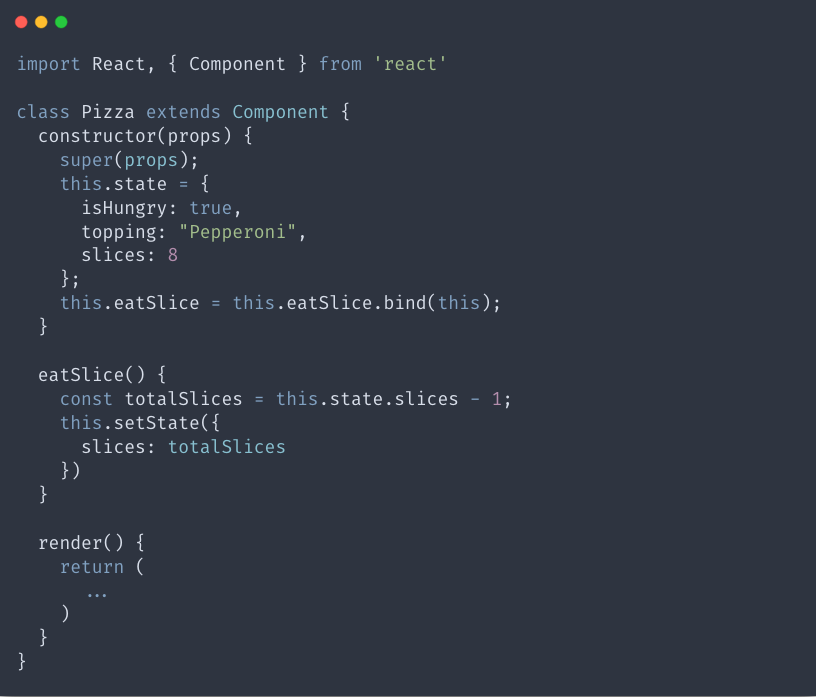 import React, { Component } from 'react'

class Pizza extends Component {
  constructor(props) {
    super(props);
    this.state = {
      isHungry: true,
      topping: "Pepperoni",
      slices: 8
    };
    this.eatSlice = this.eatSlice.bind(this);
  }

  eatSlice() {
    const totalSlices = this.state.slices - 1;
    this.setState({
      slices: totalSlices
    })
  }

  render() {
    return (
      ...
    )
  }
}